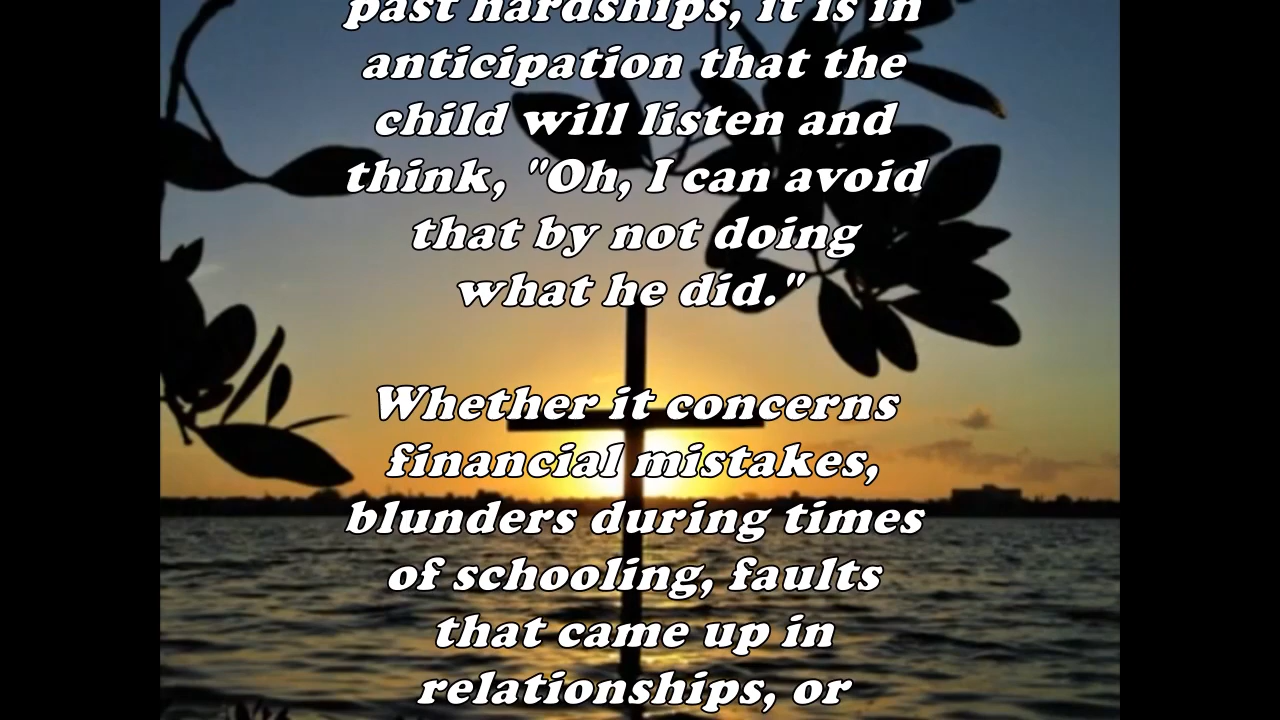 past hardships, it is in
anticipation that the
child will listen and
think, "Oh, I can avoid
that by not doing
what he did."
Whether it concerns
financial mistakes,
blunders during times
of schooling, faults
that came up in
relationships, or